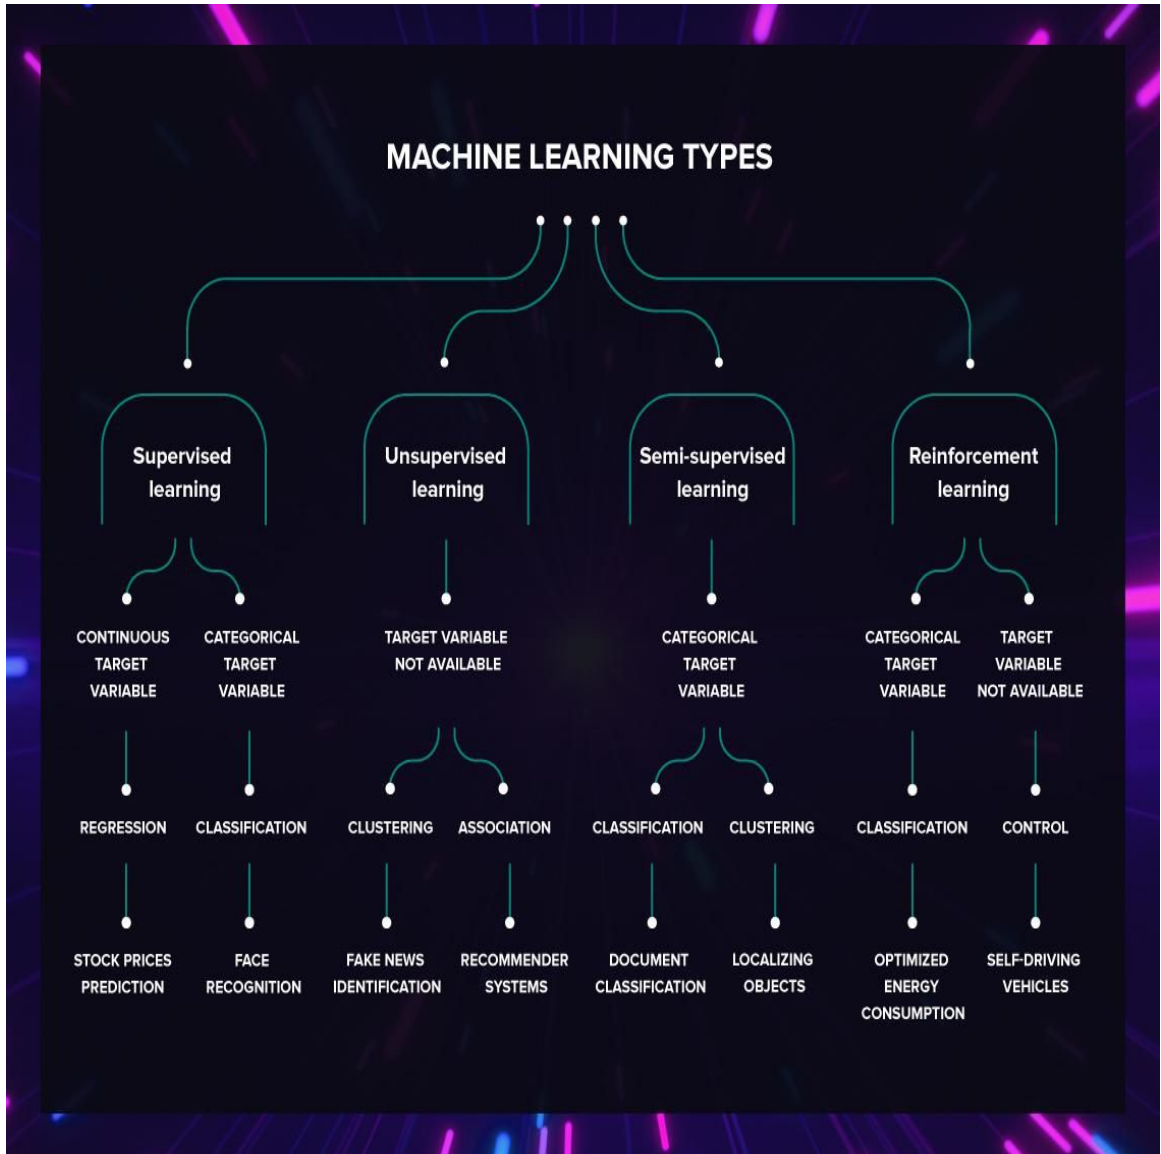 MACHINE LEARNING TYPES
Supervised
learning
Unsupervised
learning
Semi-supervised
learning
Reinforcement
learning
CONTINUOUS
TARGET
VARIABLE
CATEGORICAL
TARGET
VARIABLE
TARGET VARIABLE
NOT AVAILABLE
CATEGORICAL
TARGET
VARIABLE
CATEGORICAL
TARGET
VARIABLE
TARGET
VARIABLE
NOT AVAILABLE
REGRESSION
CLASSIFICATION
CLUSTERING
ASSOCIATION
CLASSIFICATION
CLUSTERING
CLASSIFICATION
CONTROL
STOCK PRICES
PREDICTION
FACE
RECOGNITION
FAKE NEWS
IDENTIFICATION
RECOMMENDER
SYSTEMS
DOCUMENT
CLASSIFICATION
LOCALIZING
OBJECTS
OPTIMIZED
ENERGY
CONSUMPTION
SELF-DRIVING
VEHICLES